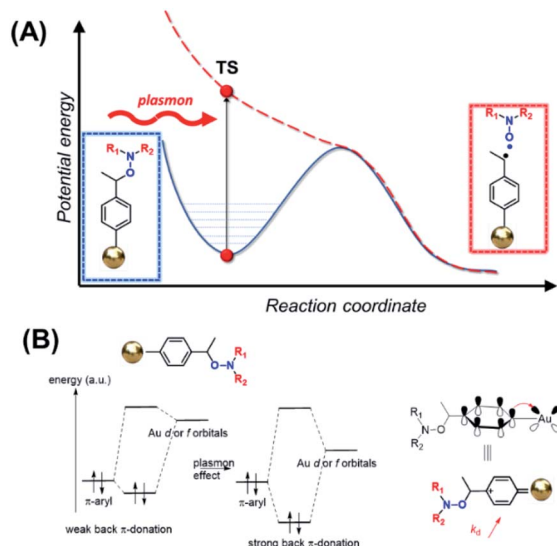 (A)
TS
plasmon
Potential energy
R₁ R₂
N
O
R₁ R₂
N
O
Reaction coordinate
(B)
R₁
O–N
R₂
energy (a.u.)
Au d or f orbitals
π-aryl
weak back π-donation
plasmon
effect
Au d or f orbitals
π-aryl
strong back π-donation
R₁
N–O
R₂
Au
R₁
N–O
R₂
+
k_d